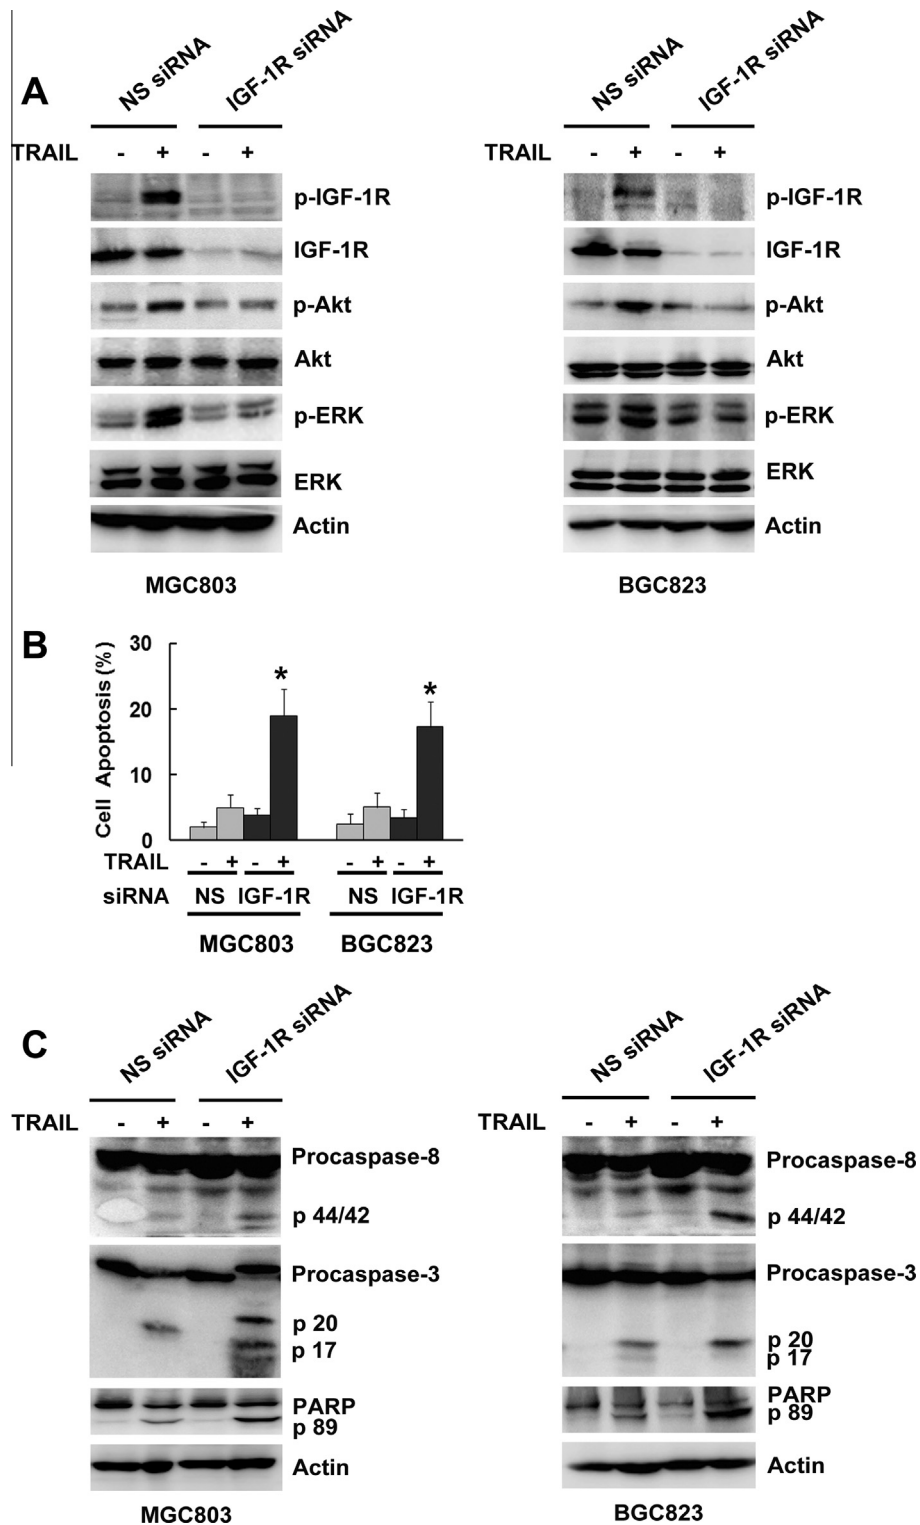 A
NS siRNA IGF-1R siRNA NS siRNA IGF-1R siRNA
TRAIL - + - + TRAIL - + - +
p-IGF-1R p-IGF-1R
IGF-1R IGF-1R
p-Akt p-Akt
Akt Akt
p-ERK p-ERK
ERK ERK
Actin Actin
MGC803 BGC823
B
Cell Apoptosis (%)
30
20
10
0
* *
TRAIL - + - + - + - +
siRNA NS IGF-1R NS IGF-1R
MGC803 BGC823
C
NS siRNA IGF-1R siRNA NS siRNA IGF-1R siRNA
TRAIL - + - + TRAIL - + - +
Procaspase-8 Procaspase-8
p 44/42 p 44/42
Procaspase-3 Procaspase-3
p 20 p 20
p 17 p 17
PARP PARP
p 89 p 89
Actin Actin
MGC803 BGC823